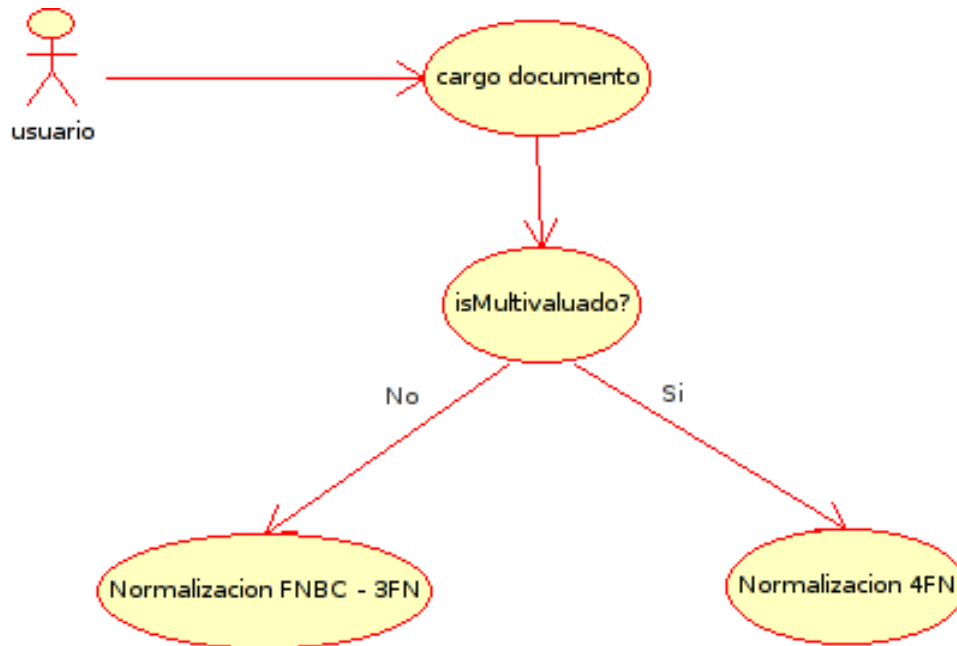 cargo documento
usuario
isMultivaluado?
No
Si
Normalizacion FNBC - 3FN
Normalizacion 4FN